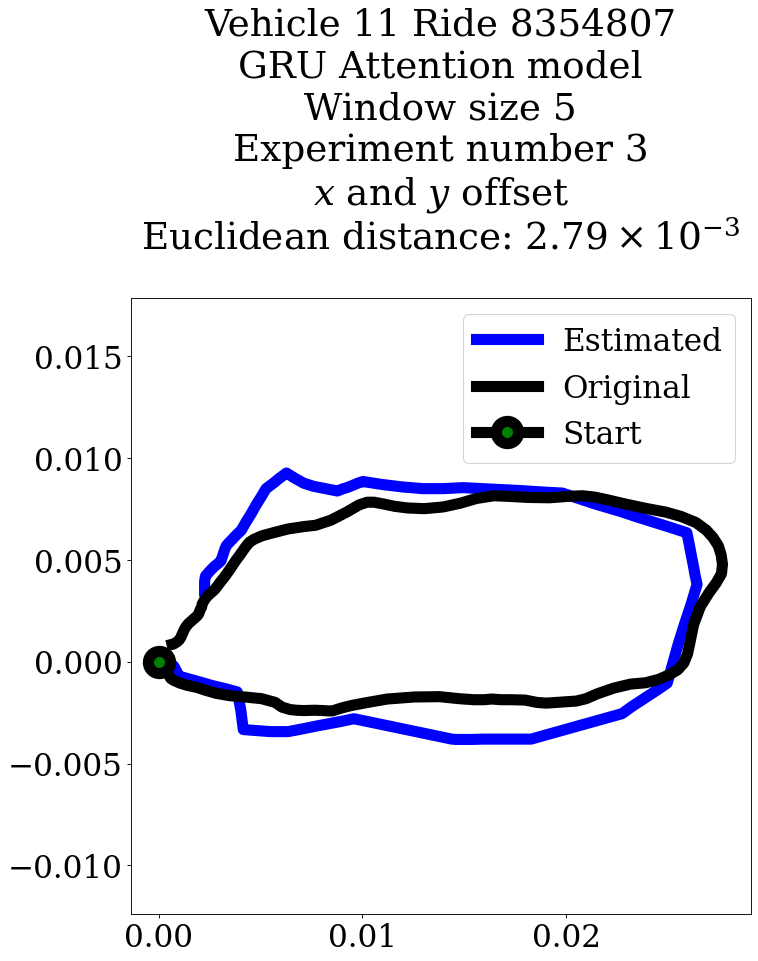 Vehicle 11 Ride 8354807
GRU Attention model
Window size 5
Experiment number 3
x and y offset
Euclidean distance: 2.79 × 10⁻³
Estimated
Original
Start
0.015
0.010
0.005
0.000
−0.005
−0.010
0.00 0.01 0.02